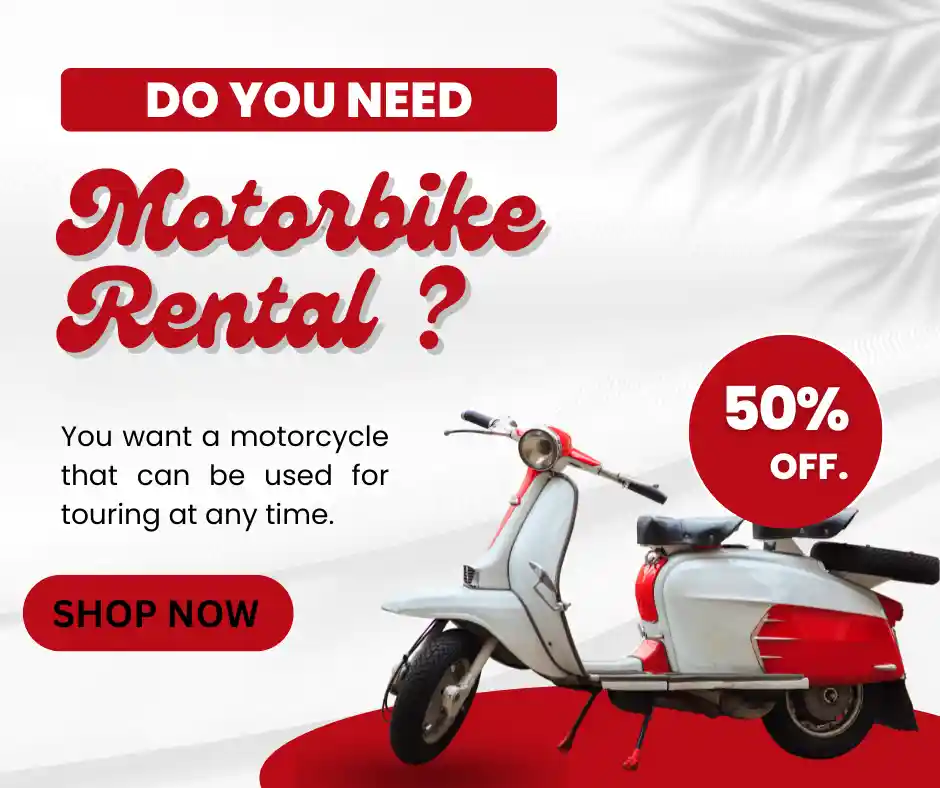 DO YOU NEED
Motorbike
Rental ?
You want a motorcycle
that can be used for
touring at any time.
SHOP NOW
50%
OFF.